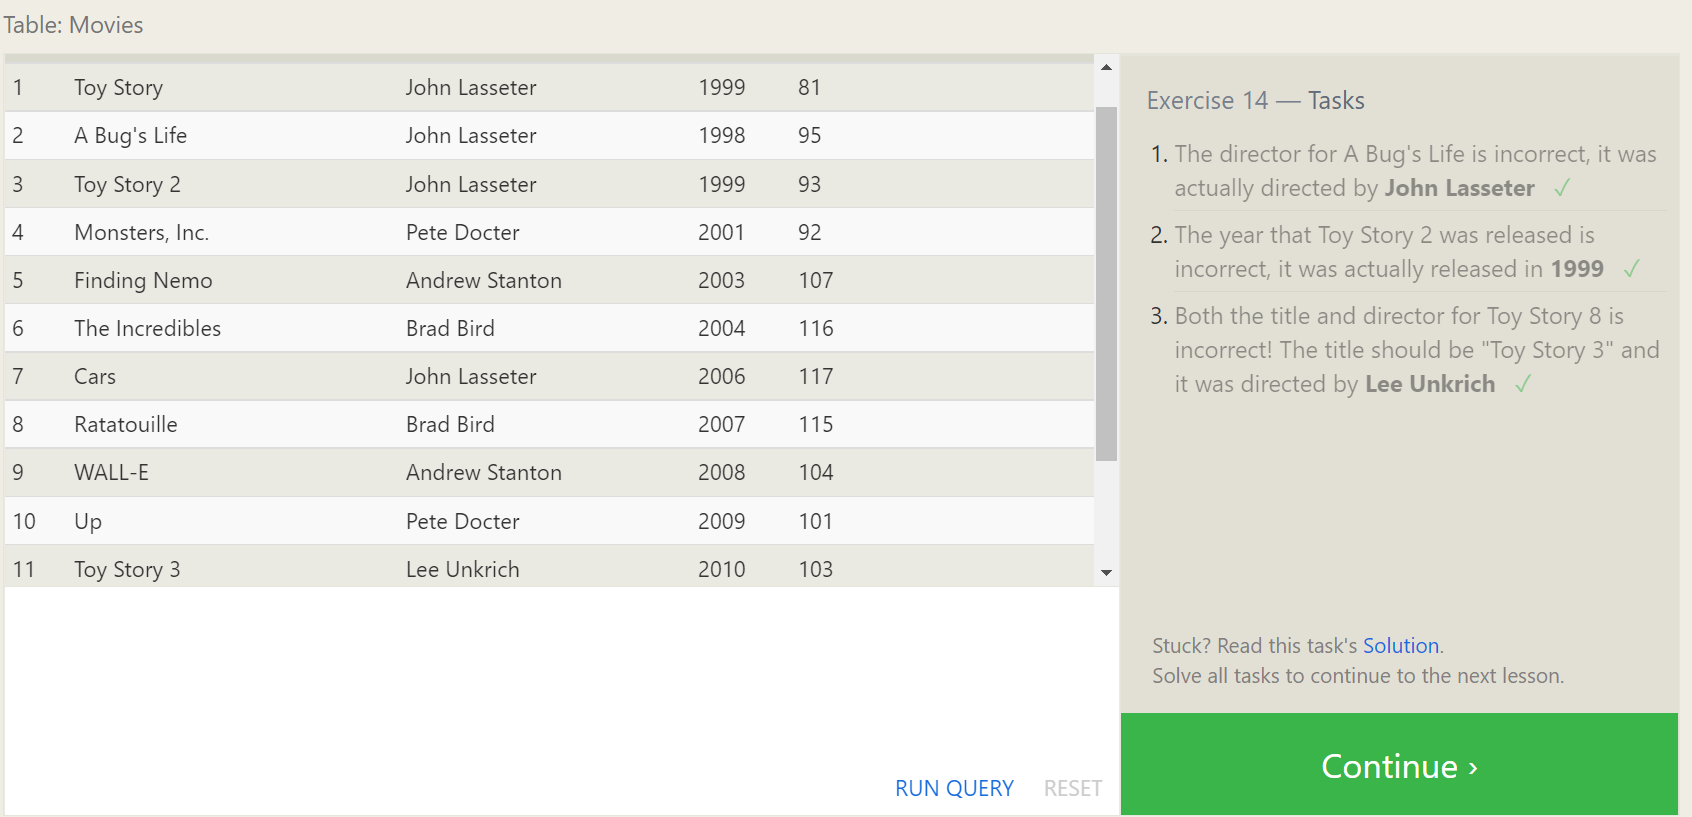 Table: Movies
1 Toy Story John Lasseter 1999 81
2 A Bug's Life John Lasseter 1998 95
3 Toy Story 2 John Lasseter 1999 93
4 Monsters, Inc. Pete Docter 2001 92
5 Finding Nemo Andrew Stanton 2003 107
6 The Incredibles Brad Bird 2004 116
7 Cars John Lasseter 2006 117
8 Ratatouille Brad Bird 2007 115
9 WALL-E Andrew Stanton 2008 104
10 Up Pete Docter 2009 101
11 Toy Story 3 Lee Unkrich 2010 103
RUN QUERY RESET
Exercise 14 — Tasks
1. The director for A Bug's Life is incorrect, it was
actually directed by John Lasseter ✓
2. The year that Toy Story 2 was released is
incorrect, it was actually released in 1999 ✓
3. Both the title and director for Toy Story 8 is
incorrect! The title should be "Toy Story 3" and
it was directed by Lee Unkrich ✓
Stuck? Read this task's Solution.
Solve all tasks to continue to the next lesson.
Continue ›